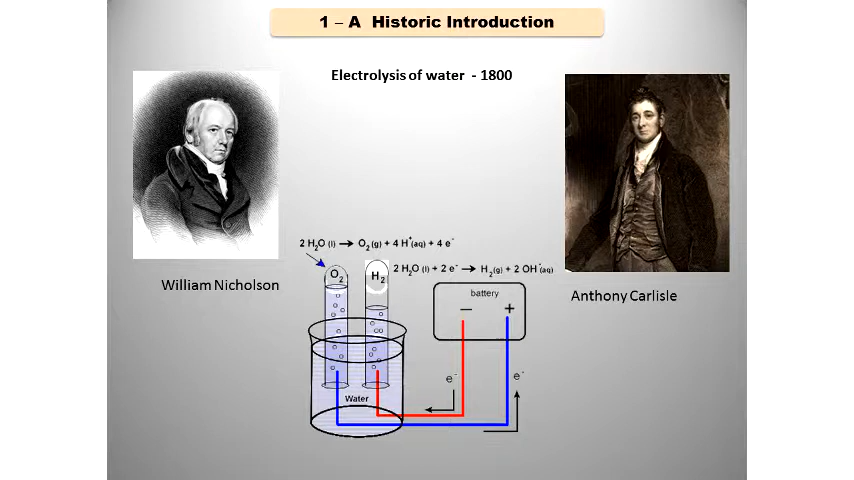 1 – A Historic Introduction
Electrolysis of water - 1800
2 H₂O (l) → O₂(g) + 4 H⁺(aq) + 4 e⁻
2 H₂O (l) + 2 e⁻ → H₂(g) + 2 OH⁻(aq)
O₂
H₂
William Nicholson
battery
Anthony Carlisle
− +
e⁻
e⁻
Water